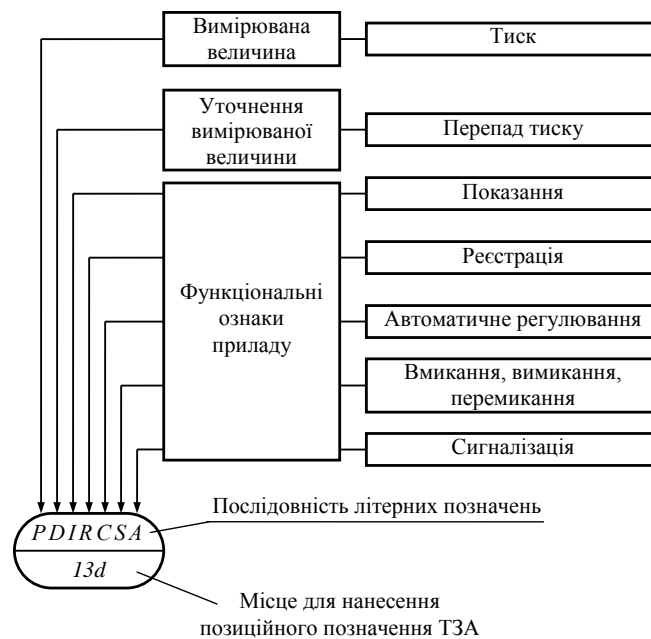 Вимірювана
величина
Тиск
Уточнення
вимірюваної
величини
Перепад тиску
Функціональні
ознаки
приладу
Показання
Реєстрація
Автоматичне регулювання
Вмикання, вимикання,
перемикання
Сигналізація
PDIRCSA
13d
Послідовність літерних позначень
Місце для нанесення
позиційного позначення ТЗА